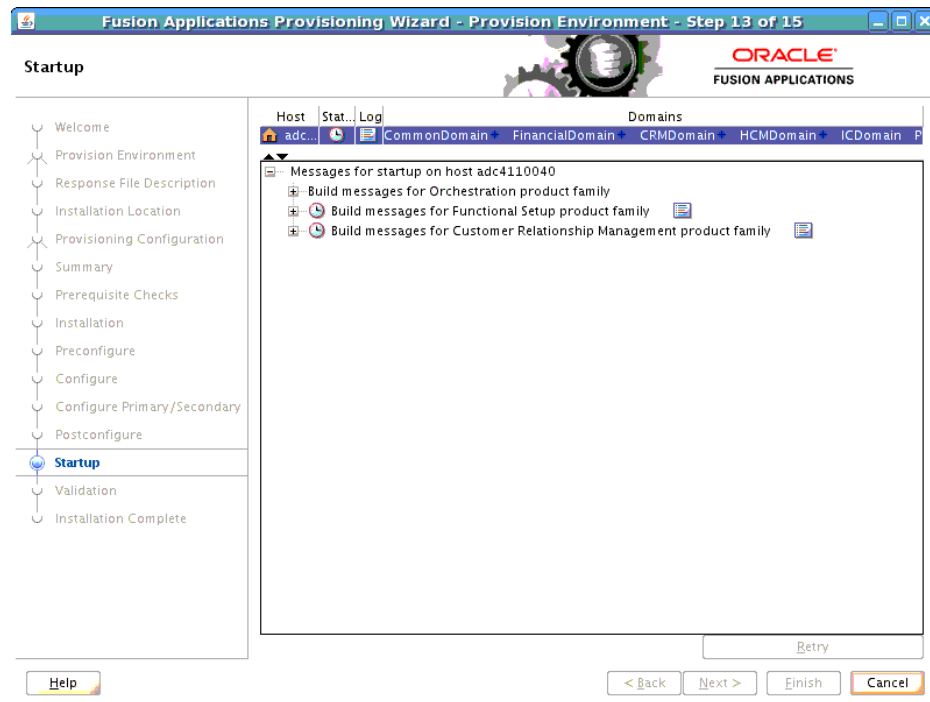 Fusion Applications Provisioning Wizard - Provision Environment - Step 13 of 15
Startup
ORACLE
FUSION APPLICATIONS
Welcome
Provision Environment
Response File Description
Installation Location
Provisioning Configuration
Summary
Prerequisite Checks
Installation
Preconfigure
Configure
Configure Primary/Secondary
Postconfigure
Startup
Validation
Installation Complete
Host Stat... Log Domains
adc... CommonDomain+ FinancialDomain+ CRMDomain+ HCMDomain+ ICDomain P
Messages for startup on host adc4110040
Build messages for Orchestration product family
Build messages for Functional Setup product family
Build messages for Customer Relationship Management product family
Retry
Help < Back Next > Finish Cancel